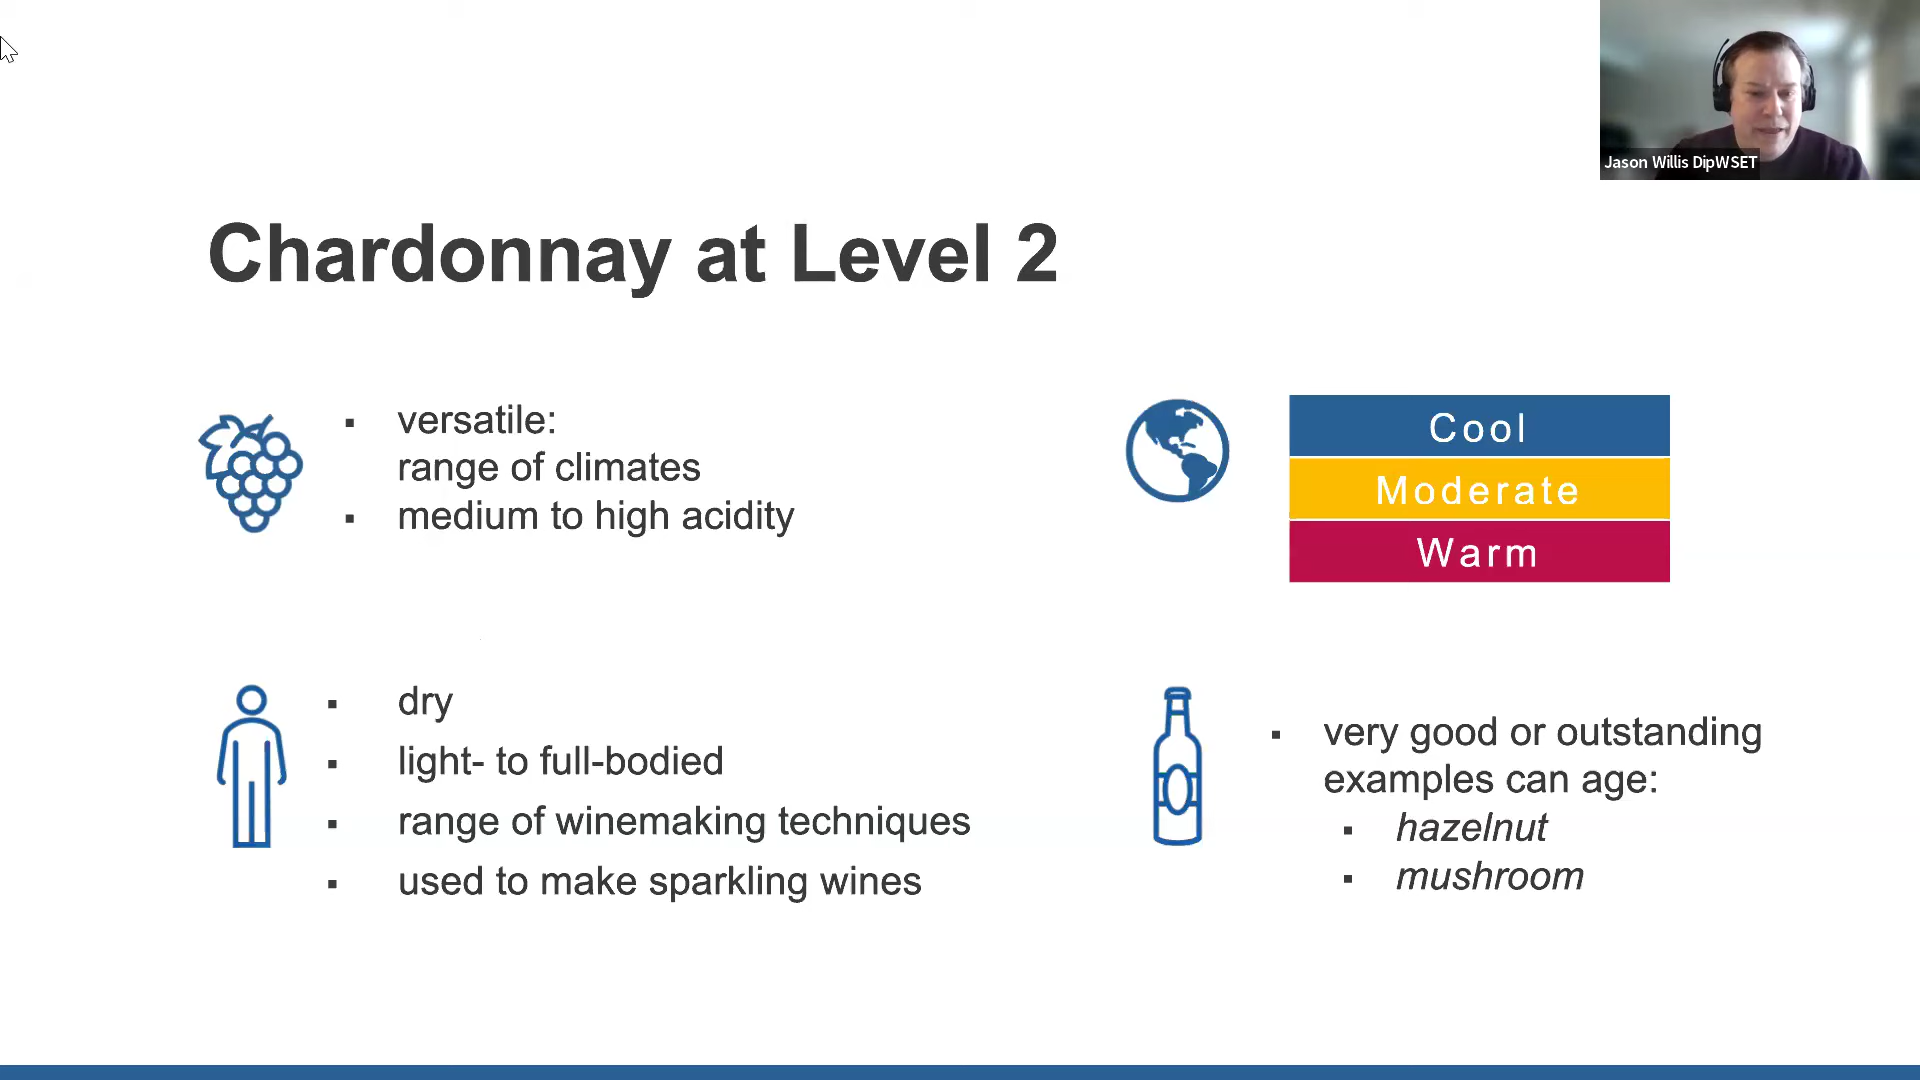 Jason Willis DipWSET
Chardonnay at Level 2
▪ versatile:
range of climates
▪ medium to high acidity
Cool
Moderate
Warm
▪ dry
▪ light- to full-bodied
▪ range of winemaking techniques
▪ used to make sparkling wines
▪ very good or outstanding
examples can age:
▪ hazelnut
▪ mushroom